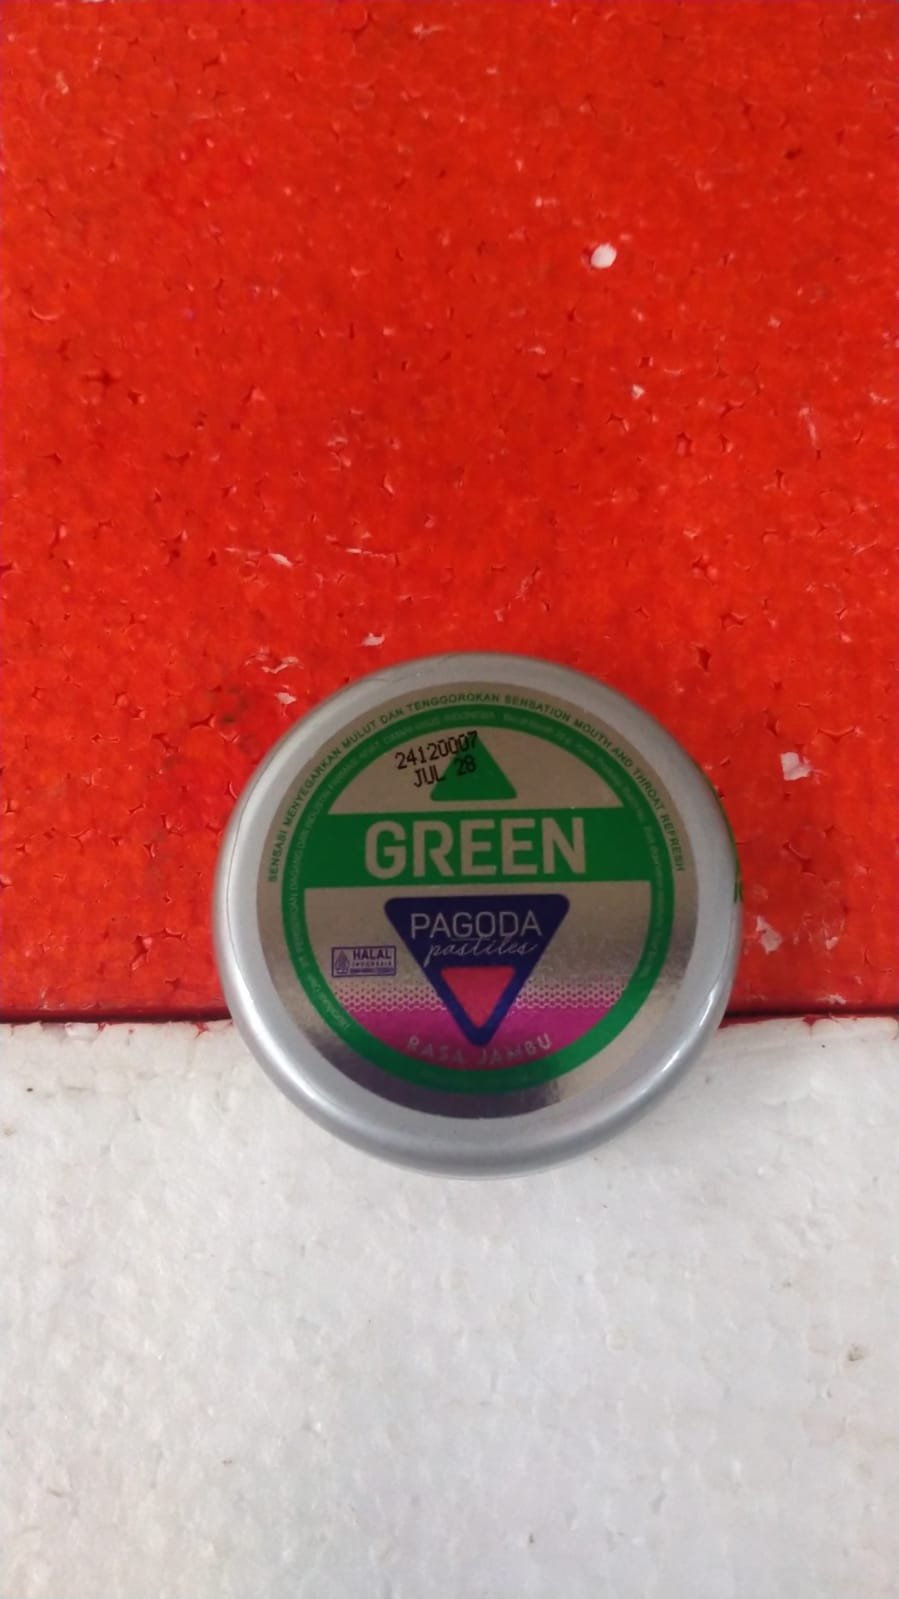 SENSASI MENYEGARKAN MULUT DAN TENGGOROKAN SENSATION MOUTH AND THROAT REFRESH
24120007
JUL 28
GREEN
PAGODA
pastiles
HALAL
INDONESIA
RASA JAMBU